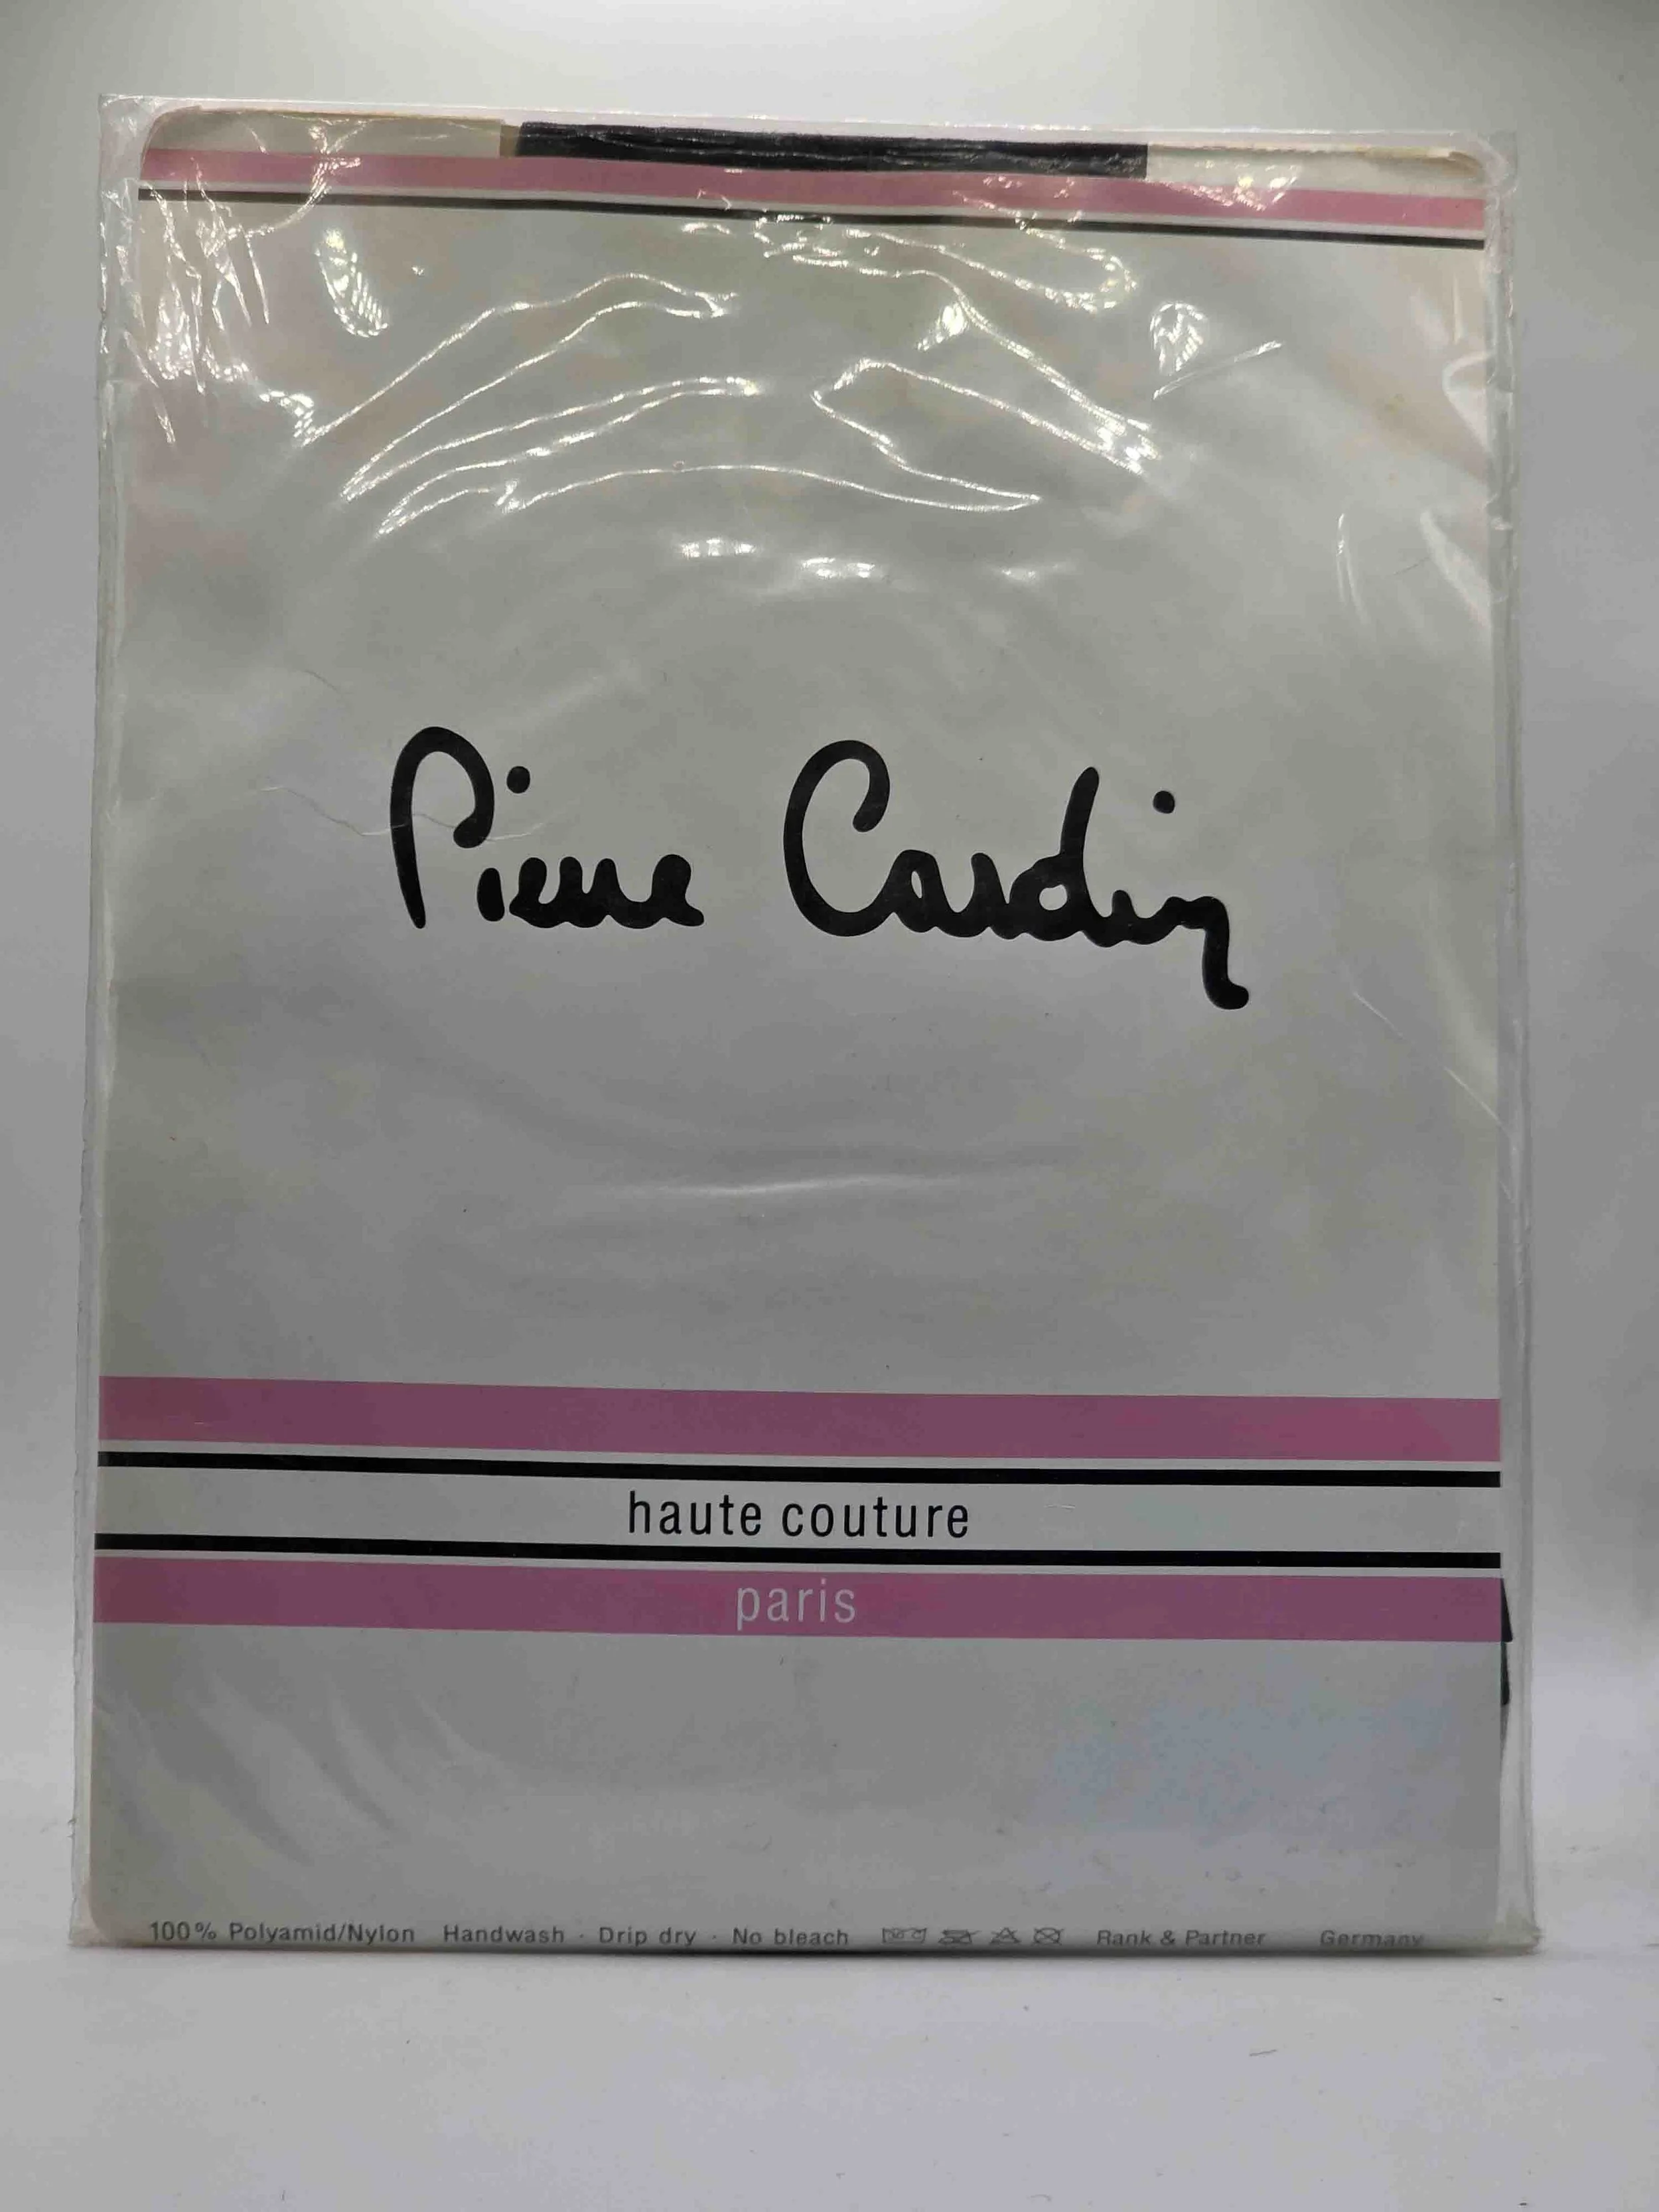 Pierre Cardin
haute couture
paris
100% Polyamid/Nylon Handwash · Drip dry · No bleach Rank & Partner Germany